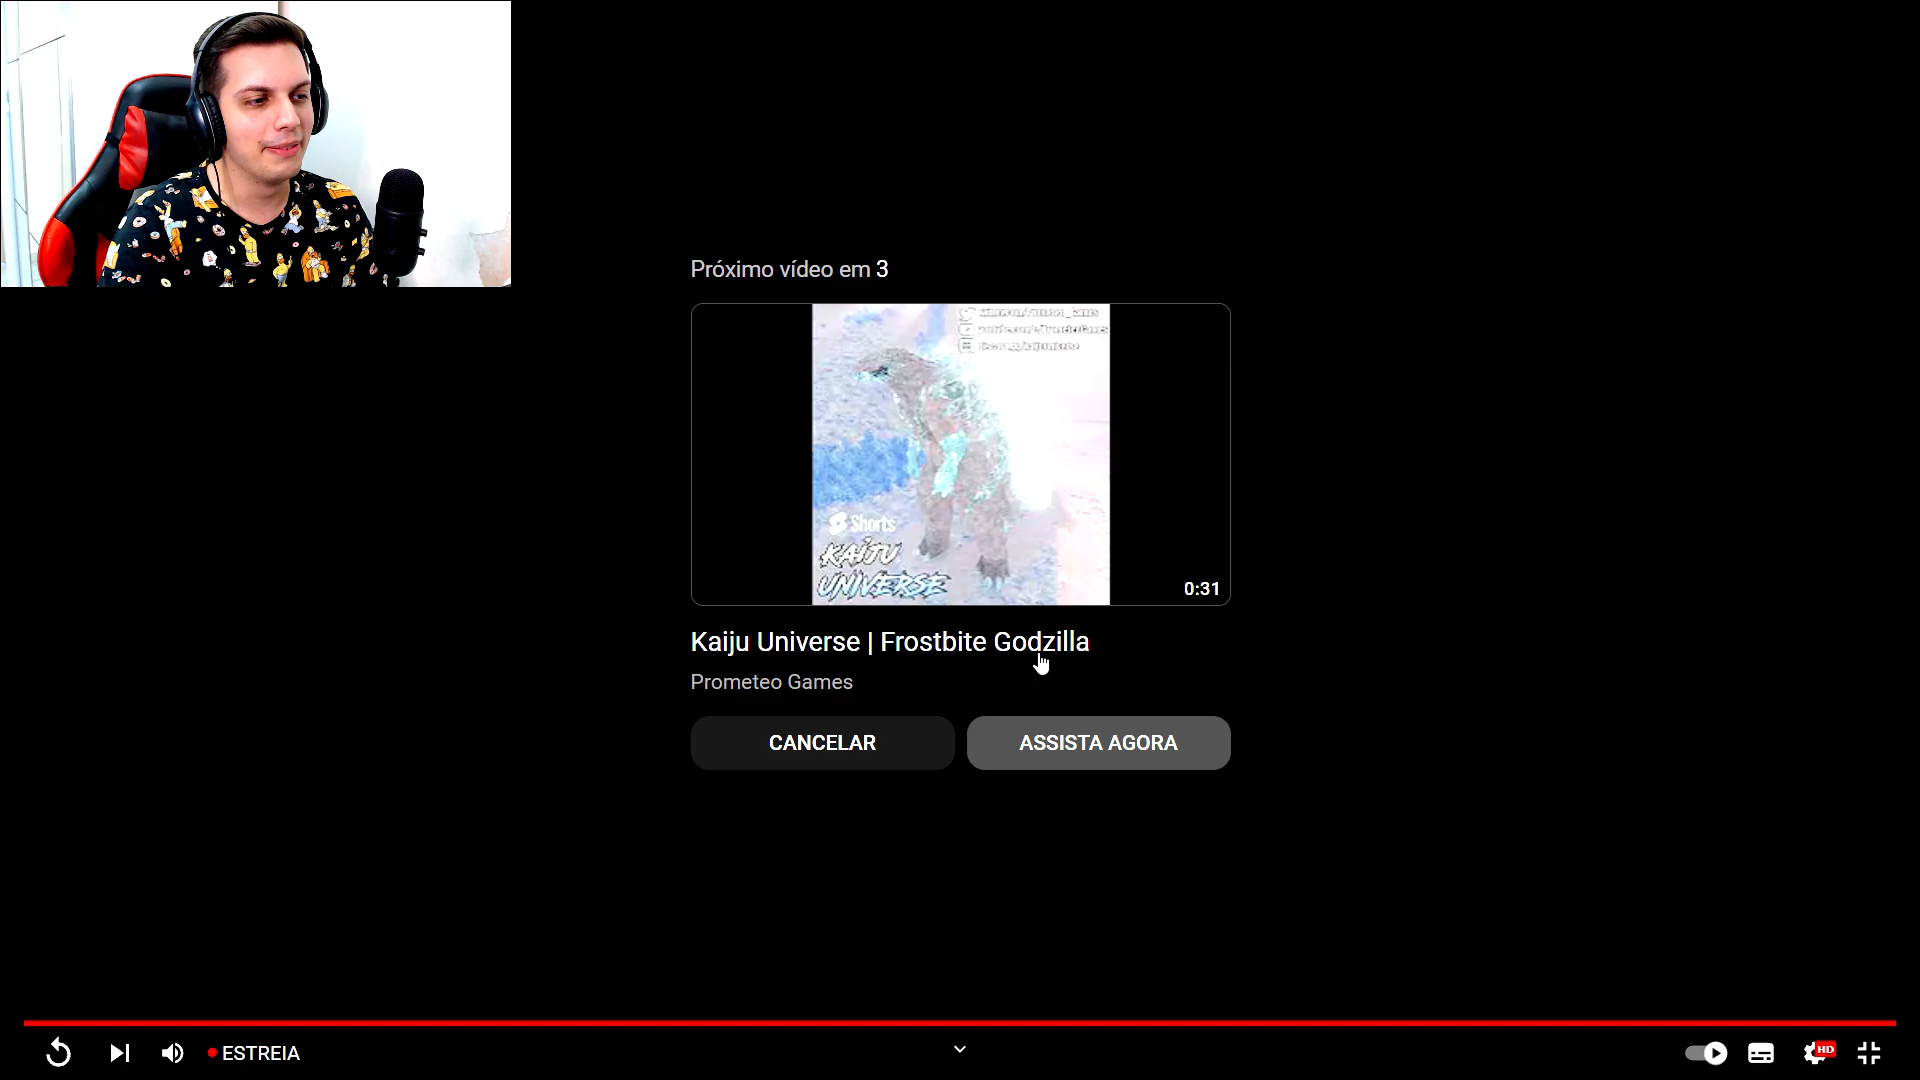 Próximo vídeo em 3
Shorts
KAIJU
UNIVERSE
0:31
Kaiju Universe | Frostbite Godzilla
Prometeo Games
CANCELAR
ASSISTA AGORA
ESTREIA
HD